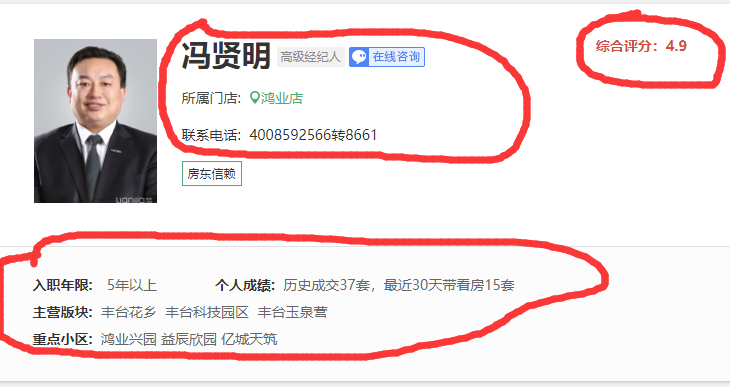 冯贤明 高级经纪人 在线咨询
综合评分：4.9
所属门店: 鸿业店
联系电话: 4008592566转8661
房东信赖
入职年限: 5年以上 个人成绩: 历史成交37套，最近30天带看房15套
主营版块: 丰台花乡 丰台科技园区 丰台玉泉营
重点小区: 鸿业兴园 益辰欣园 亿城天筑